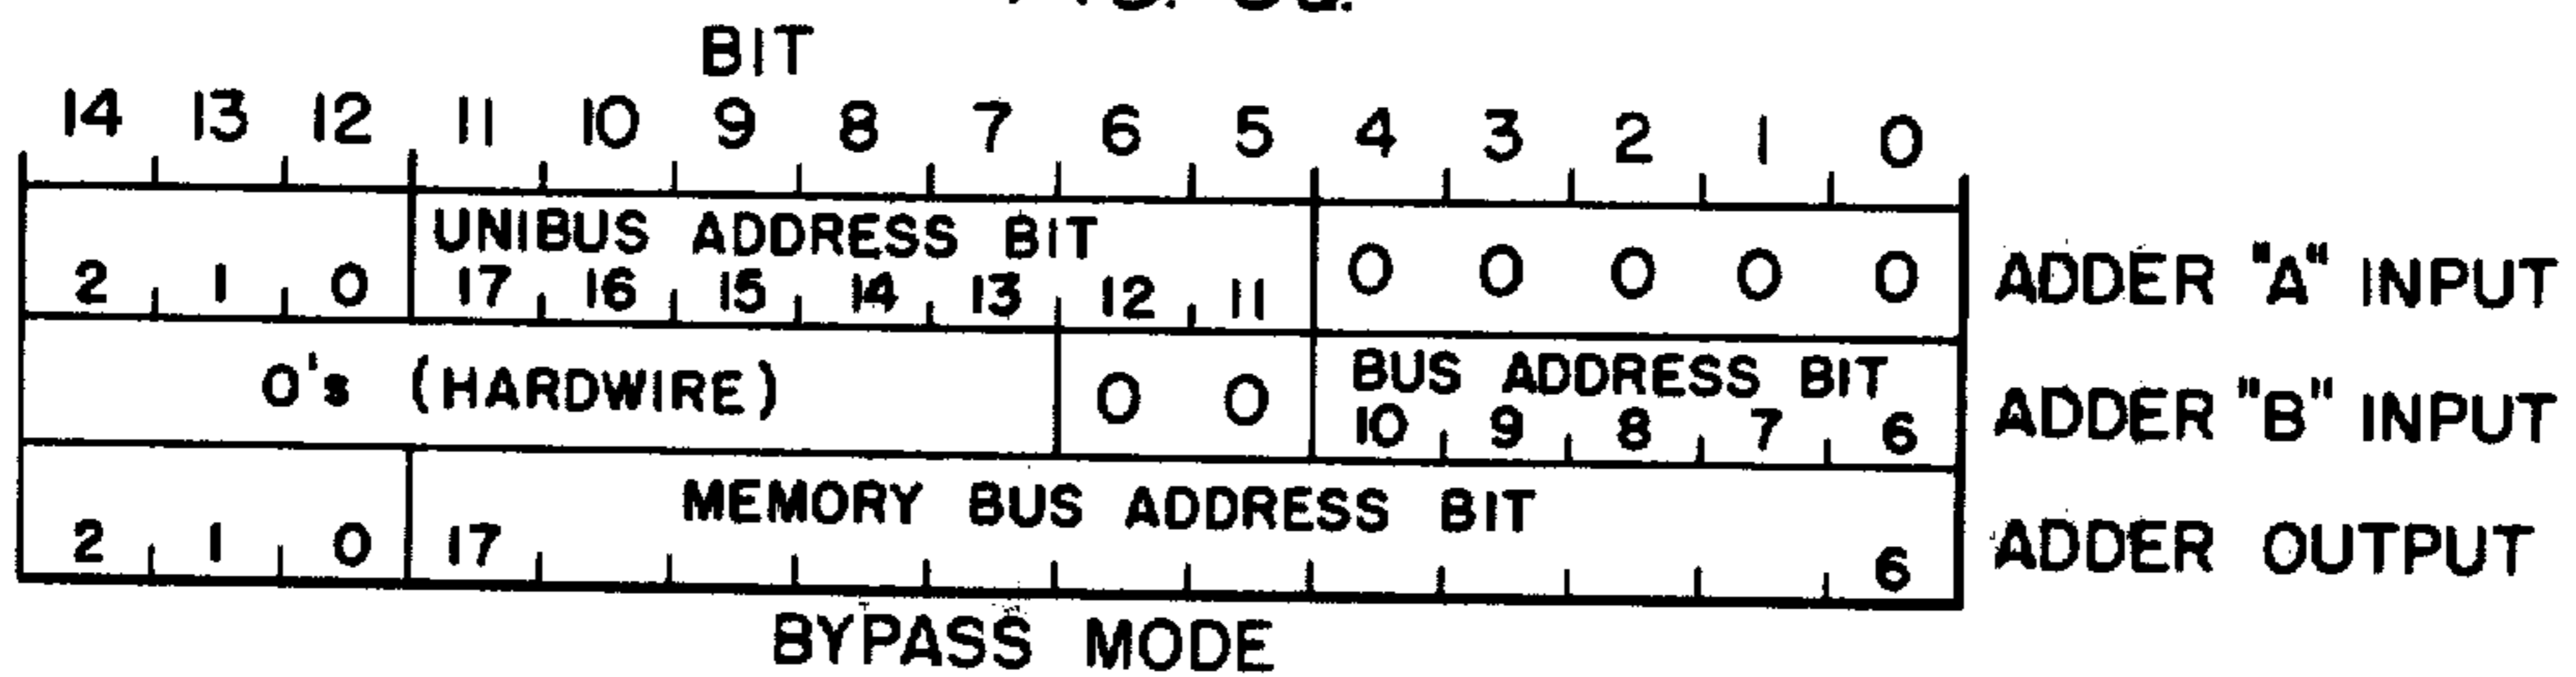 BIT
14 13 12 11 10 9 8 7 6 5 4 3 2 1 0
UNIBUS ADDRESS BIT
2 1 0 17 16 15 14 13 12 11 0 0 0 0 0 ADDER "A" INPUT
0's (HARDWIRE) 0 0 BUS ADDRESS BIT
10 9 8 7 6 ADDER "B" INPUT
MEMORY BUS ADDRESS BIT
2 1 0 17 6 ADDER OUTPUT
BYPASS MODE